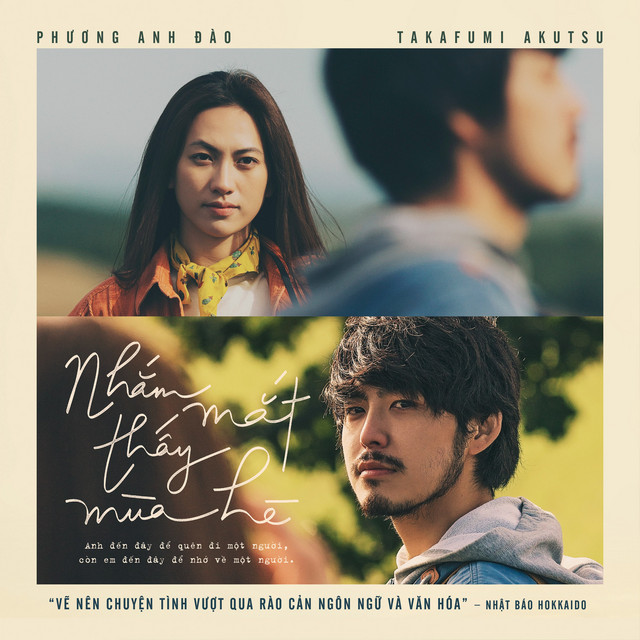 PHƯƠNG ANH ĐÀO
TAKAFUMI AKUTSU
Nhắm mắt
thấy
mùa hè
Anh đến đây để quên đi một người,
còn em đến đây để nhớ về một người.
“VẼ NÊN CHUYỆN TÌNH VƯỢT QUA RÀO CẢN NGÔN NGỮ VÀ VĂN HÓA” – NHẬT BÁO HOKKAIDO